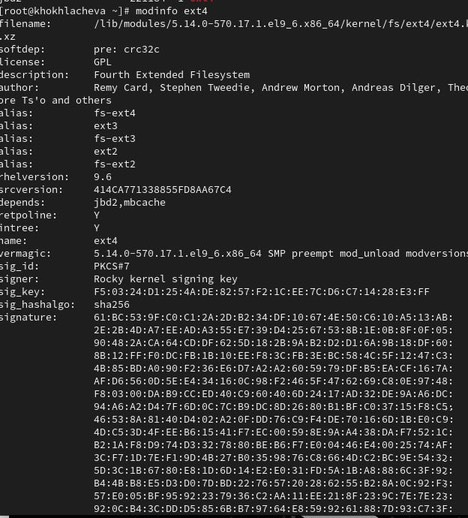 [root@khokhlacheva ~]# modinfo ext4
filename: /lib/modules/5.14.0-570.17.1.el9_6.x86_64/kernel/fs/ext4/ext4.k
.xz
softdep: pre: crc32c
license: GPL
description: Fourth Extended Filesystem
author: Remy Card, Stephen Tweedie, Andrew Morton, Andreas Dilger, Theo
ore Ts'o and others
alias: fs-ext4
alias: ext3
alias: fs-ext3
alias: ext2
alias: fs-ext2
rhelversion: 9.6
srcversion: 414CA771338855FD8AA67C4
depends: jbd2,mbcache
retpoline: Y
intree: Y
name: ext4
vermagic: 5.14.0-570.17.1.el9_6.x86_64 SMP preempt mod_unload modversions
sig_id: PKCS#7
signer: Rocky kernel signing key
sig_key: F5:03:24:D1:25:4A:DE:82:57:F2:1C:EE:7C:D6:C7:14:28:E3:FF
sig_hashalgo: sha256
signature: 61:BC:53:9F:C0:C1:2A:2D:B2:34:DF:10:67:4E:50:C6:10:A5:13:AB:
2E:2B:4D:A7:EE:AD:A3:55:E7:39:D4:25:67:53:8B:1E:0B:8F:0F:05:
90:48:2A:CA:64:CD:DF:62:5D:18:2B:9A:B2:D2:D1:6A:9B:18:DF:60:
8B:12:FF:F0:DC:FB:1B:10:EE:F8:3C:FB:3E:BC:58:4C:5F:12:47:C3:
4B:85:BD:A0:90:F2:36:E6:D7:A2:A2:60:59:79:DF:B5:EA:CF:16:7A:
AF:D6:56:0D:5E:E4:34:16:0C:98:F2:46:5F:47:62:69:C8:0E:97:48:
F8:03:00:DA:B9:CC:ED:40:C9:60:40:6D:24:17:AD:32:DE:9A:A6:DC:
94:A6:A2:D4:7F:6D:0C:7C:B9:DC:8D:26:80:B1:BF:C0:37:15:F8:C5:
46:53:8A:81:40:D4:02:A2:0F:DD:76:C9:F4:DE:70:16:6D:1B:E0:C9:
4D:C5:3D:4F:EE:B6:15:41:F7:EC:00:59:8E:9A:A4:38:DA:F7:52:1C:
B2:1A:F8:D9:74:D3:32:78:80:BE:B6:F7:E0:04:46:E4:00:25:74:AF:
3C:F7:1D:7E:F1:9D:4B:27:B0:35:98:76:C8:66:4D:C2:BC:9E:54:32:
5D:3C:1B:67:80:E8:1D:6D:14:E2:E0:31:FD:5A:1B:A8:88:6C:3F:92:
B4:4B:B8:E5:D3:D0:7D:BD:22:76:57:20:28:62:55:B2:8A:0C:92:F3:
57:E0:05:BF:95:92:23:79:36:C2:AA:11:EE:21:8F:23:9C:7E:7E:23:
92:0C:B4:3C:DD:D5:85:6B:B7:97:64:E8:59:92:61:88:7D:93:C7:3F: